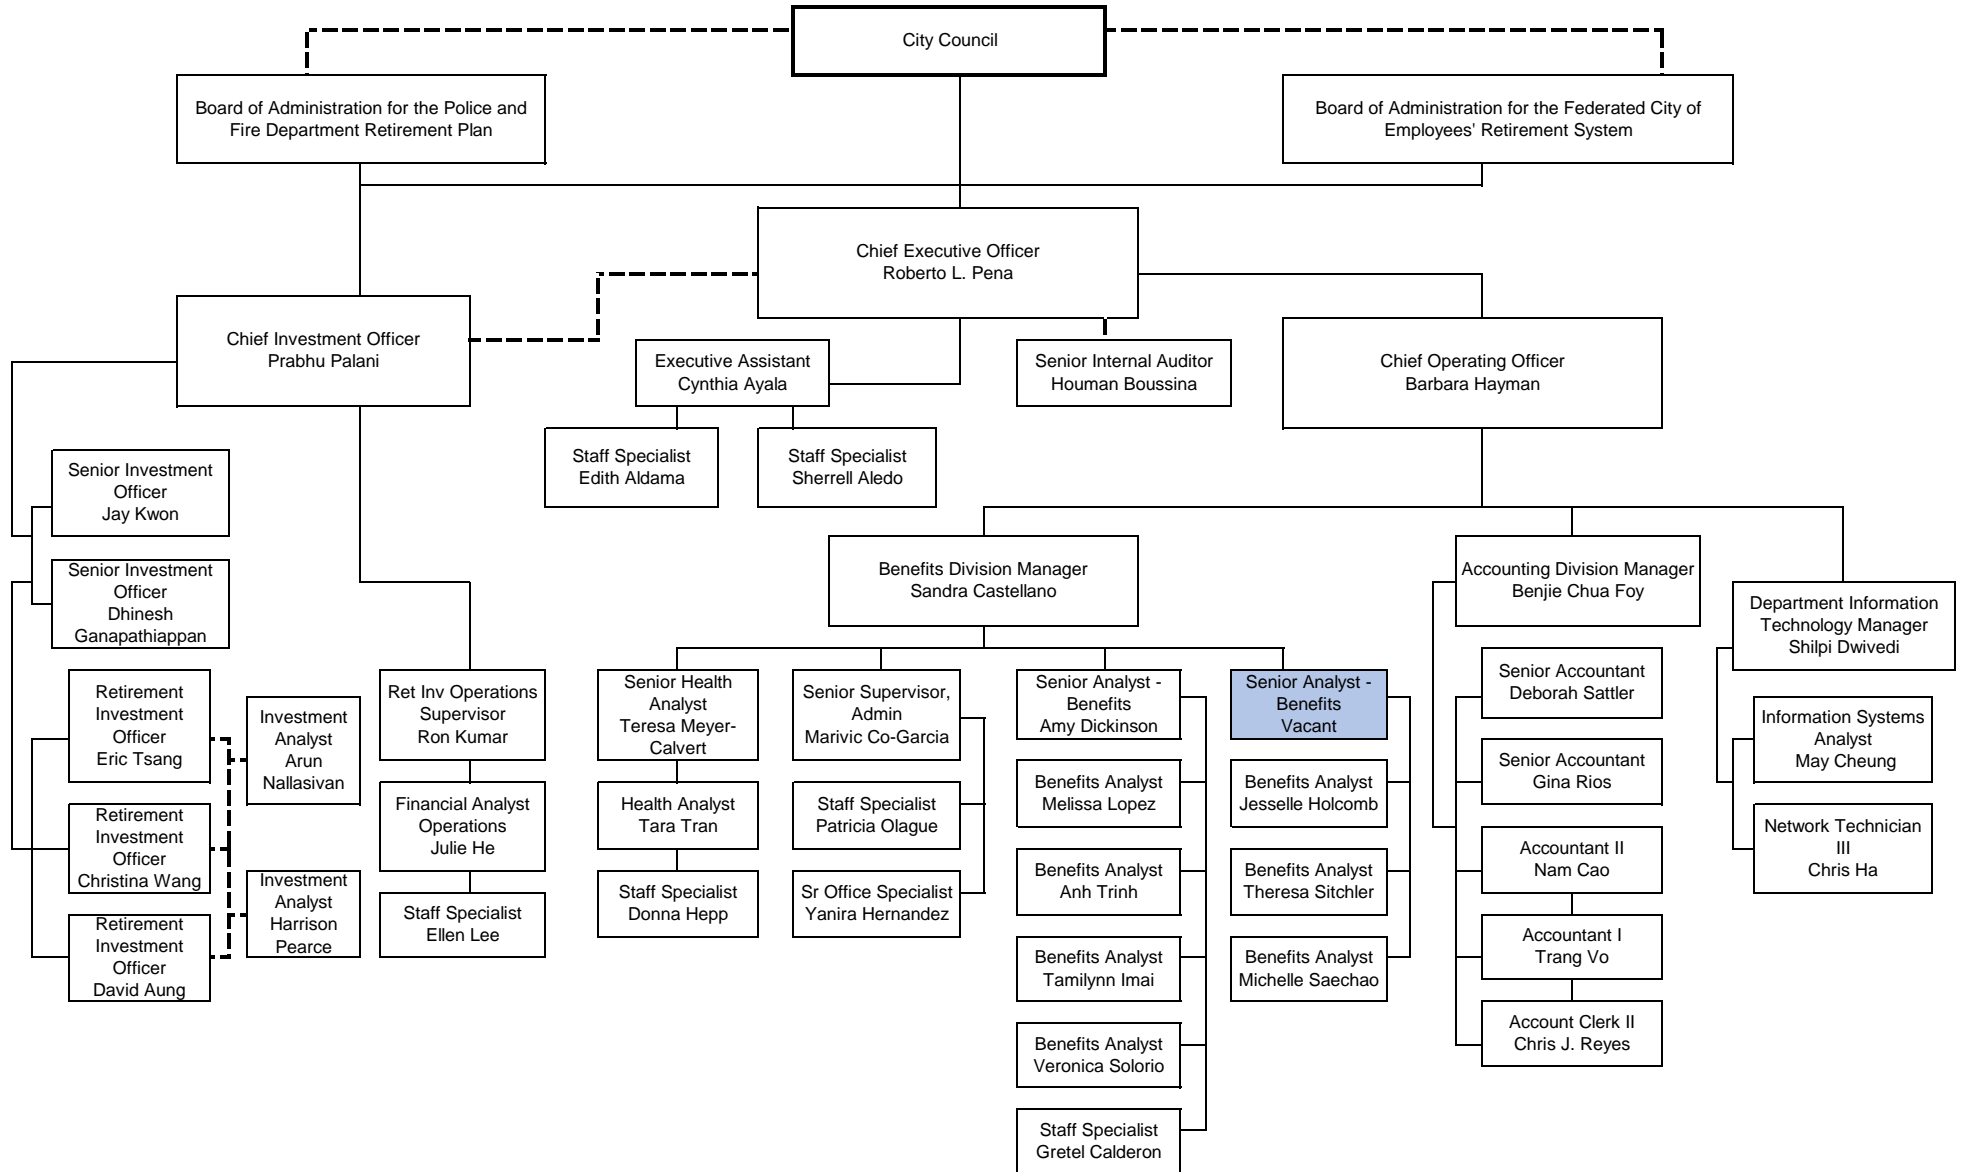 City Council
Board of Administration for the Police and
Fire Department Retirement Plan
Board of Administration for the Federated City of
Employees' Retirement System
Chief Executive Officer
Roberto L. Pena
Chief Investment Officer
Prabhu Palani
Executive Assistant
Cynthia Ayala
Senior Internal Auditor
Houman Boussina
Chief Operating Officer
Barbara Hayman
Staff Specialist
Edith Aldama
Staff Specialist
Sherrell Aledo
Senior Investment
Officer
Jay Kwon
Senior Investment
Officer
Dhinesh
Ganapathiappan
Benefits Division Manager
Sandra Castellano
Accounting Division Manager
Benjie Chua Foy
Department Information
Technology Manager
Shilpi Dwivedi
Retirement
Investment
Officer
Eric Tsang
Retirement
Investment
Officer
Christina Wang
Retirement
Investment
Officer
David Aung
Investment
Analyst
Arun
Nallasivan
Investment
Analyst
Harrison
Pearce
Ret Inv Operations
Supervisor
Ron Kumar
Financial Analyst
Operations
Julie He
Staff Specialist
Ellen Lee
Senior Health
Analyst
Teresa Meyer-
Calvert
Health Analyst
Tara Tran
Staff Specialist
Donna Hepp
Senior Supervisor,
Admin
Marivic Co-Garcia
Staff Specialist
Patricia Olague
Sr Office Specialist
Yanira Hernandez
Senior Analyst -
Benefits
Amy Dickinson
Benefits Analyst
Melissa Lopez
Benefits Analyst
Anh Trinh
Benefits Analyst
Tamilynn Imai
Benefits Analyst
Veronica Solorio
Staff Specialist
Gretel Calderon
Senior Analyst -
Benefits
Vacant
Benefits Analyst
Jesselle Holcomb
Benefits Analyst
Theresa Sitchler
Benefits Analyst
Michelle Saechao
Senior Accountant
Deborah Sattler
Senior Accountant
Gina Rios
Accountant II
Nam Cao
Accountant I
Trang Vo
Account Clerk II
Chris J. Reyes
Information Systems
Analyst
May Cheung
Network Technician
III
Chris Ha